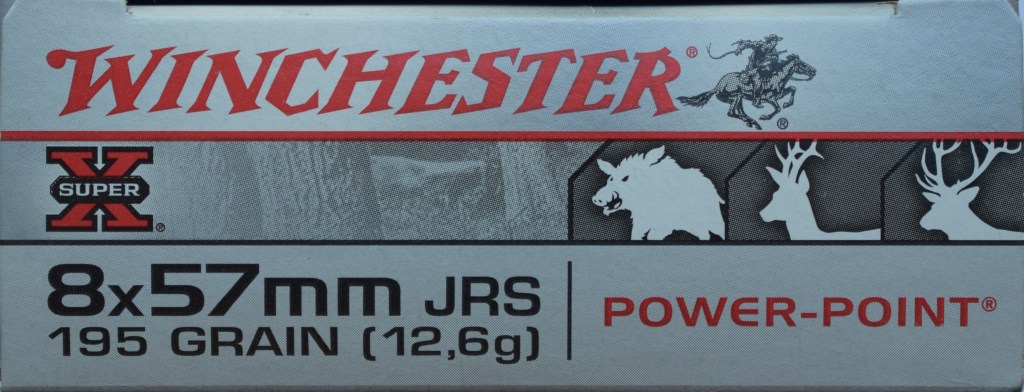 WINCHESTER®
®
SUPER X®
8x57mm JRS
195 GRAIN (12,6g)
POWER-POINT®